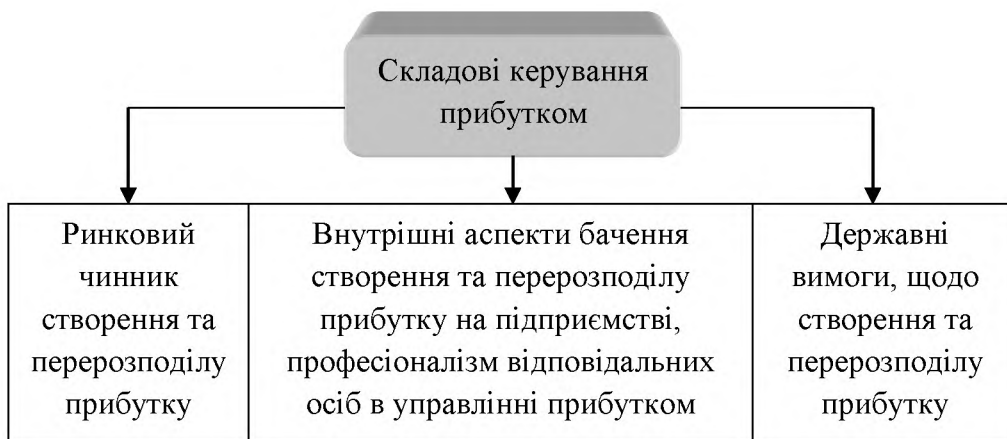 Складові керування
прибутком
Ринковий
чинник
створення та
перерозподілу
прибутку
Внутрішні аспекти бачення
створення та перерозподілу
прибутку на підприємстві,
професіоналізм відповідальних
осіб в управлінні прибутком
Державні
вимоги, щодо
створення та
перерозподілу
прибутку